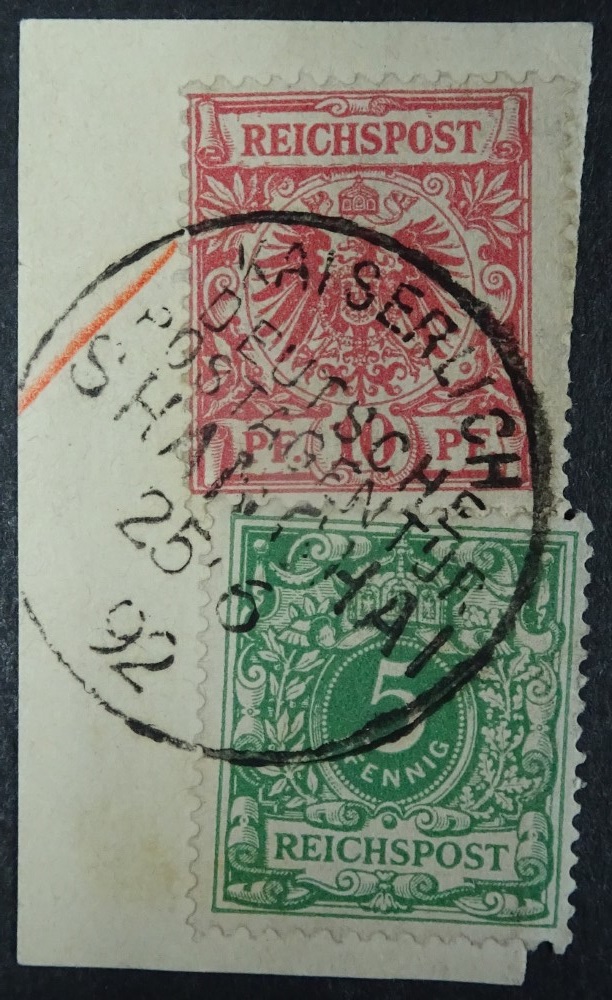 REICHSPOST
PF. 10 PF.
KAISERLICH
DEUTSCHE
POSTAGENTUR
SHANGHAI
25 6
92
5
PFENNIG
REICHSPOST